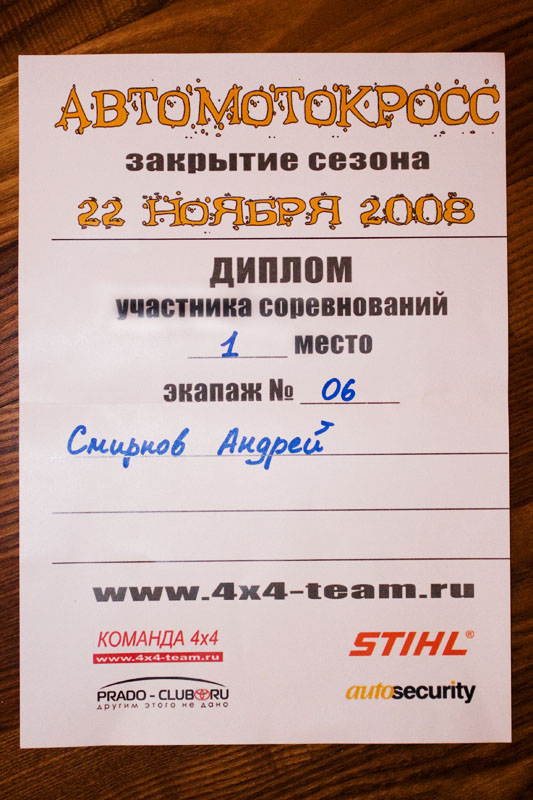 АВТОМОТОКРОСС
закрытие сезона
22 НОЯБРЯ 2008
ДИПЛОМ
участника соревнований
1 место
экапаж № 06
Смирнов Андрей
www.4x4-team.ru
КОМАНДА 4x4
www.4x4-team.ru
STIHL®
PRADO-CLUB RU
другим этого не дано
autosecurity